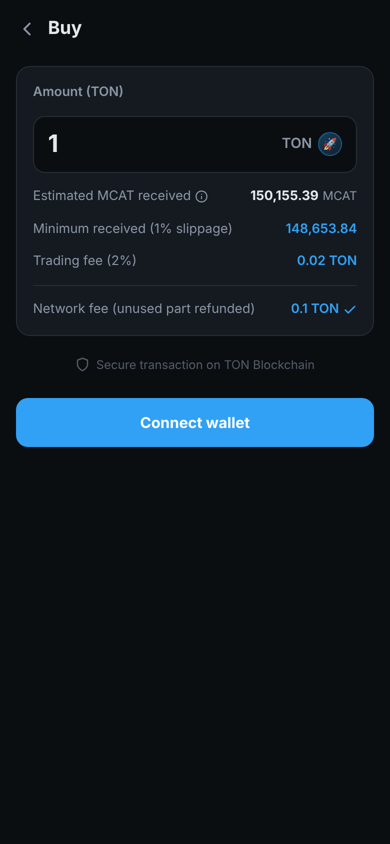 Buy
Amount (TON)
1 TON
Estimated MCAT received 150,155.39 MCAT
Minimum received (1% slippage) 148,653.84
Trading fee (2%) 0.02 TON
Network fee (unused part refunded) 0.1 TON
Secure transaction on TON Blockchain
Connect wallet